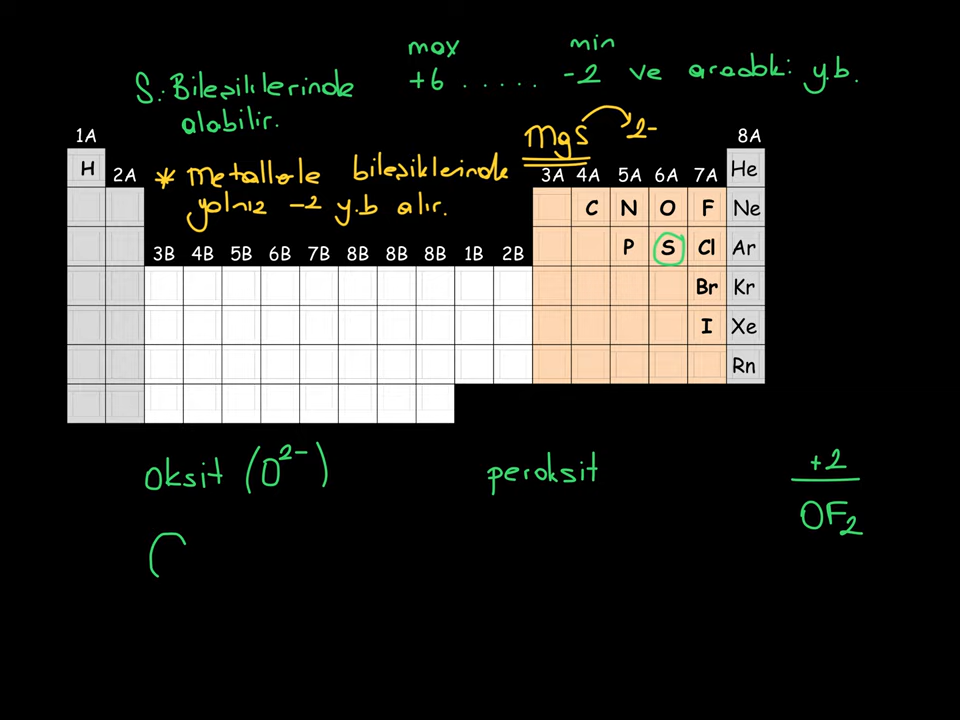 max min
S: Bileşiklerinde +6 ..... -2 ve aradaki y.b.
alabilir.
MgS 2-
1A 8A
* Metallerle bileşiklerinde
H 2A 3A 4A 5A 6A 7A He
yalnız -2 y.b alır.
C N O F Ne
3B 4B 5B 6B 7B 8B 8B 8B 1B 2B P S Cl Ar
Br Kr
I Xe
Rn
oksit (O²⁻) peroksit +2
OF₂